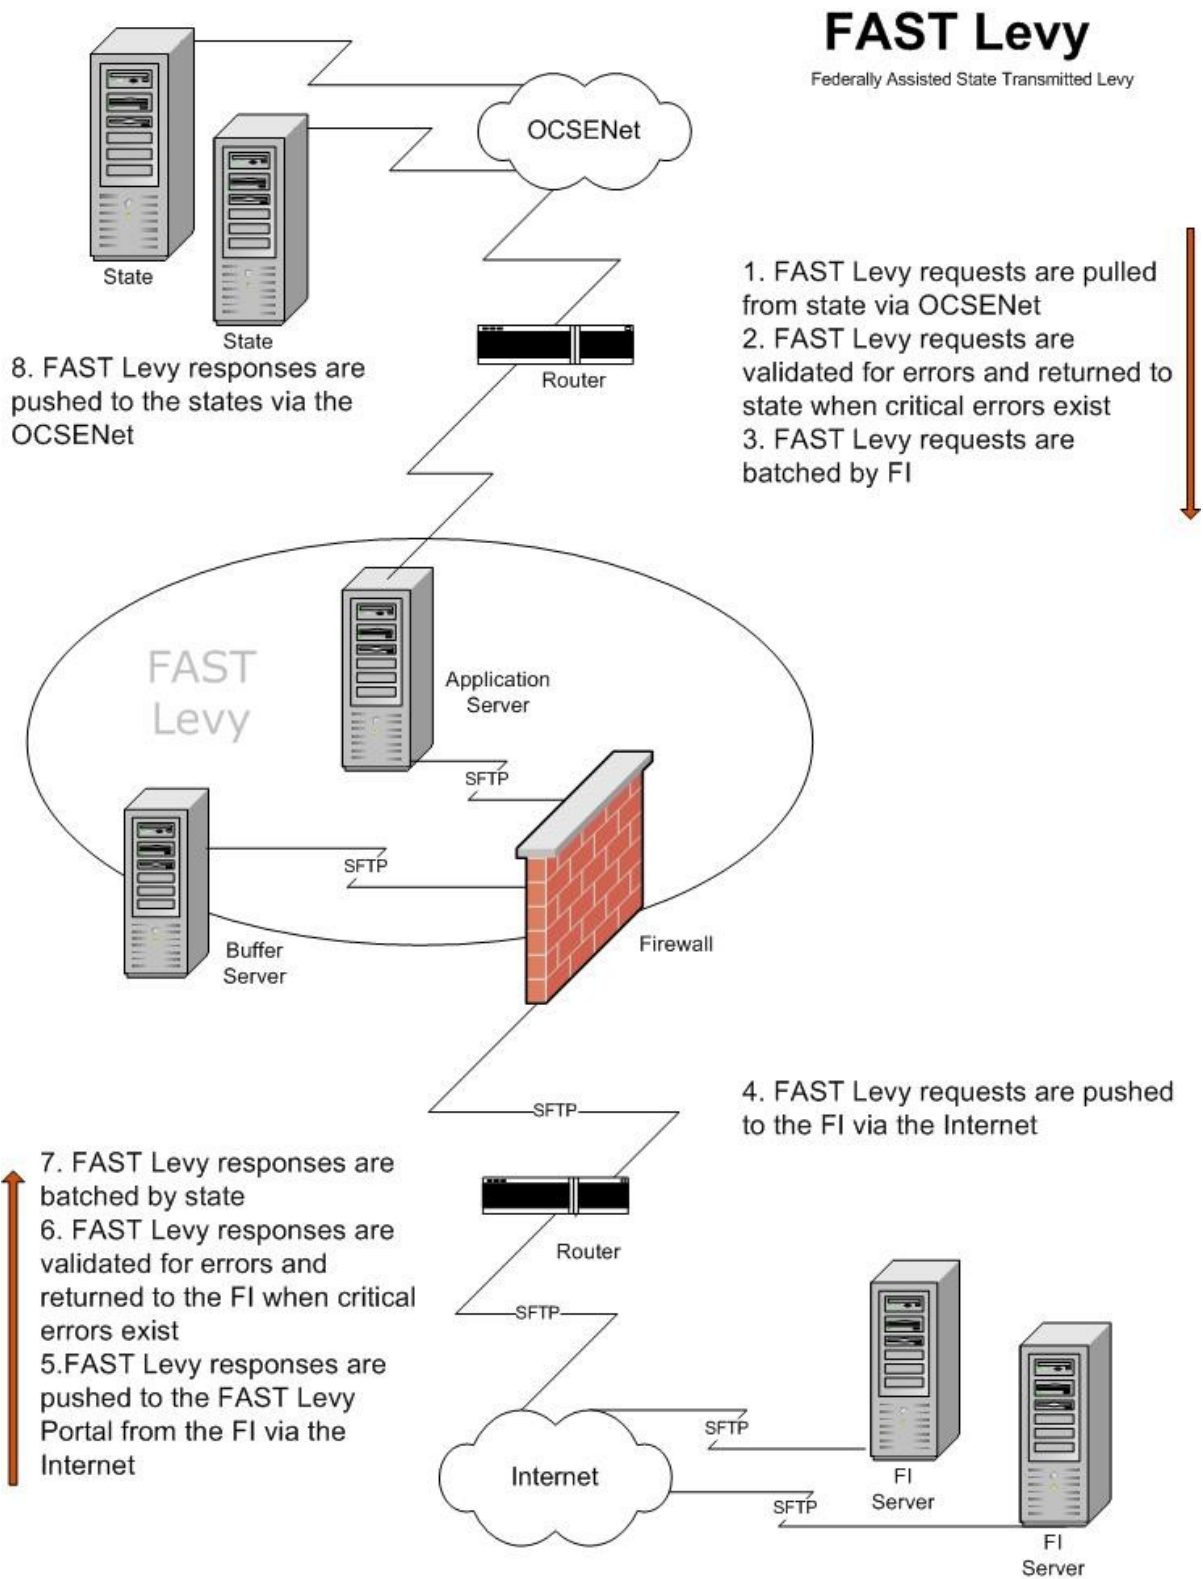 FAST Levy
Federally Assisted State Transmitted Levy
OCSENet
State
State
8. FAST Levy responses are
pushed to the states via the
OCSENet
Router
1. FAST Levy requests are pulled
from state via OCSENet
2. FAST Levy requests are
validated for errors and returned to
state when critical errors exist
3. FAST Levy requests are
batched by FI
FAST
Levy
Application
Server
SFTP
SFTP
Buffer
Server
Firewall
SFTP
4. FAST Levy requests are pushed
to the FI via the Internet
7. FAST Levy responses are
batched by state
6. FAST Levy responses are
validated for errors and
returned to the FI when critical
errors exist
5.FAST Levy responses are
pushed to the FAST Levy
Portal from the FI via the
Internet
Router
SFTP
Internet
SFTP
FI
Server
SFTP
FI
Server